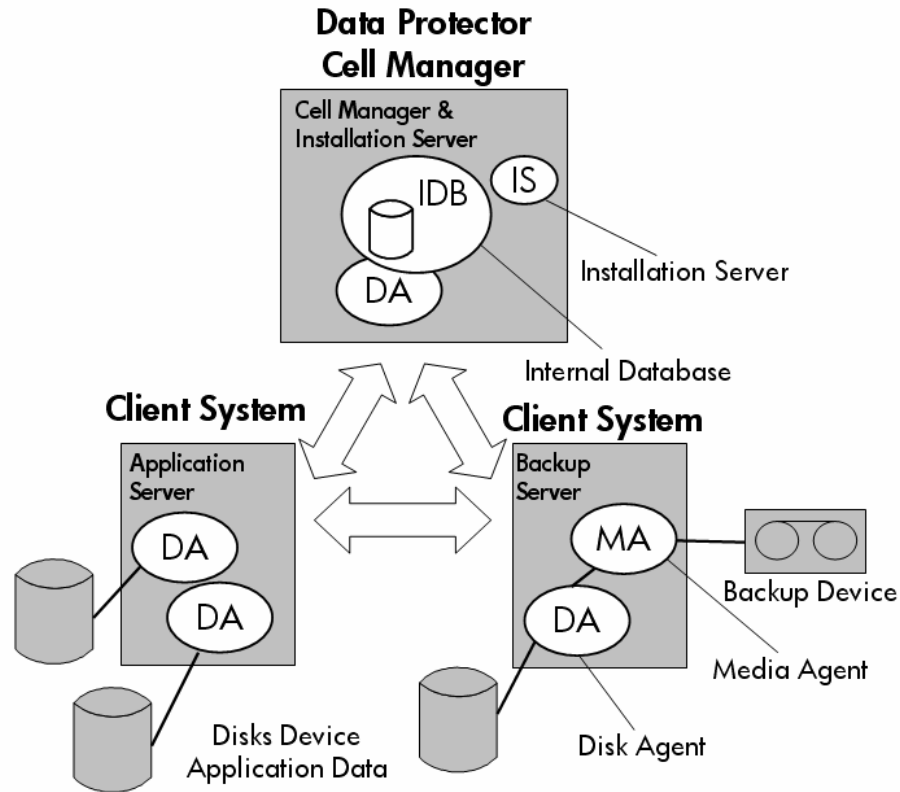 Data Protector
Cell Manager
Cell Manager &
Installation Server
IDB
IS
DA
Installation Server
Internal Database
Client System
Client System
Application
Server
Backup
Server
DA
MA
DA
DA
Backup Device
Media Agent
Disks Device
Application Data
Disk Agent